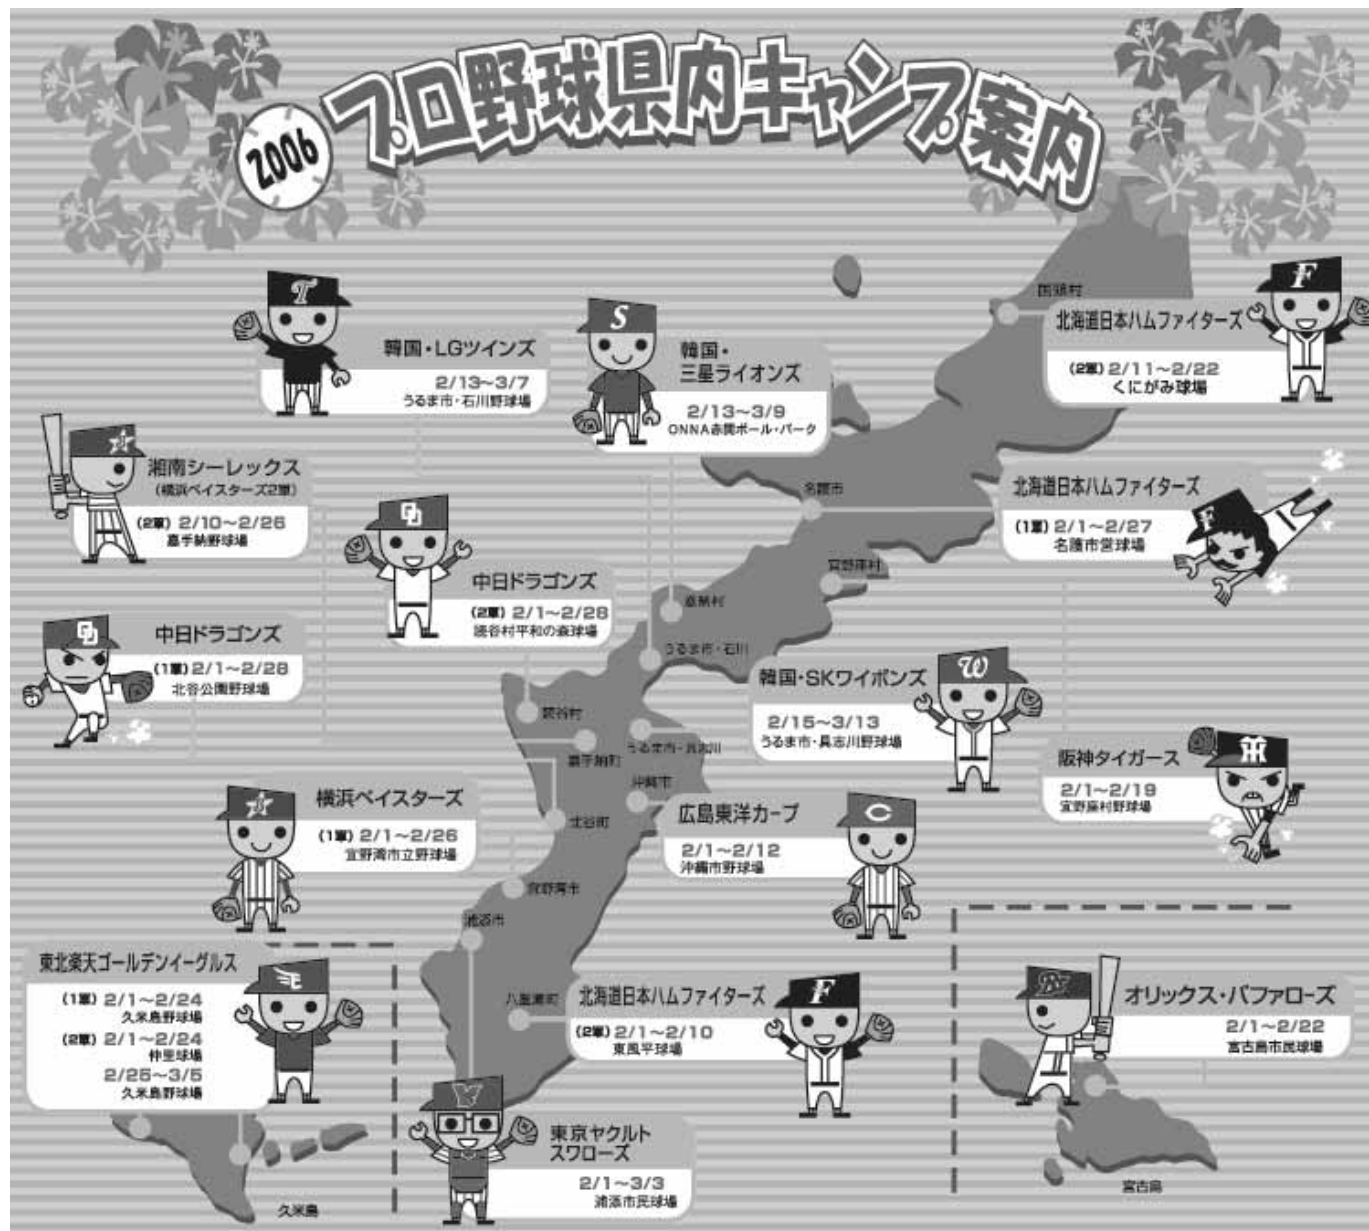 2006
プロ野球県内キャンプ案内
国頭村
北海道日本ハムファイターズ
(2軍) 2/11〜2/22
くにがみ球場
F
T
韓国・LGツインズ
2/13〜3/7
うるま市・石川野球場
S
韓国・
三星ライオンズ
2/13〜3/9
ONNA赤間ボール・パーク
湘南シーレックス
(横浜ベイスターズ2軍)
(2軍) 2/10〜2/26
嘉手納野球場
名護市
北海道日本ハムファイターズ
(1軍) 2/1〜2/27
名護市営球場
F
宜野座村
中日ドラゴンズ
(2軍) 2/1〜2/28
読谷村平和の森球場
恩納村
中日ドラゴンズ
(1軍) 2/1〜2/28
北谷公園野球場
うるま市・石川
韓国・SKワイバンズ
2/15〜3/13
うるま市・具志川野球場
W
読谷村
うるま市・具志川
嘉手納町
阪神タイガース
2/1〜2/19
宜野座村野球場
沖縄市
横浜ベイスターズ
(1軍) 2/1〜2/26
宜野湾市立野球場
北谷町
広島東洋カープ
2/1〜2/12
沖縄市野球場
C
宜野湾市
浦添市
東北楽天ゴールデンイーグルス
(1軍) 2/1〜2/24
久米島野球場
(2軍) 2/1〜2/24
仲里球場
2/25〜3/5
久米島野球場
E
八重瀬町
北海道日本ハムファイターズ
(2軍) 2/1〜2/10
東風平球場
F
オリックス・バファローズ
2/1〜2/22
宮古島市民球場
東京ヤクルト
スワローズ
2/1〜3/3
浦添市民球場
久米島
宮古島